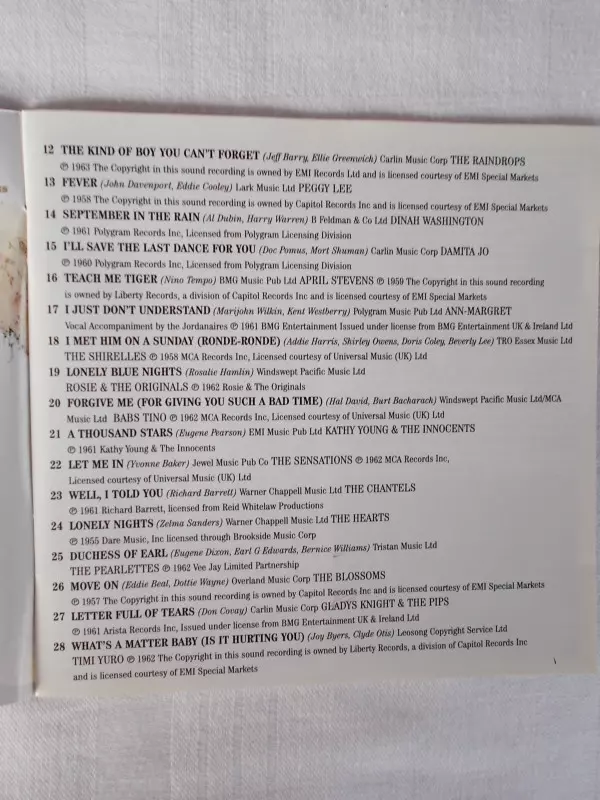 12 THE KIND OF BOY YOU CAN'T FORGET (Jeff Barry, Ellie Greenwich) Carlin Music Corp THE RAINDROPS
℗ 1963 The Copyright in this sound recording is owned by EMI Records Ltd and is licensed courtesy of EMI Special Markets
13 FEVER (John Davenport, Eddie Cooley) Lark Music Ltd PEGGY LEE
℗ 1958 The Copyright in this sound recording is owned by Capitol Records Inc and is licensed courtesy of EMI Special Markets
14 SEPTEMBER IN THE RAIN (Al Dubin, Harry Warren) B Feldman & Co Ltd DINAH WASHINGTON
℗ 1961 Polygram Records Inc, Licensed from Polygram Licensing Division
15 I'LL SAVE THE LAST DANCE FOR YOU (Doc Pomus, Mort Shuman) Carlin Music Corp DAMITA JO
℗ 1960 Polygram Records Inc, Licensed from Polygram Licensing Division
16 TEACH ME TIGER (Nino Tempo) BMG Music Pub Ltd APRIL STEVENS ℗ 1959 The Copyright in this sound recording
is owned by Liberty Records, a division of Capitol Records Inc and is licensed courtesy of EMI Special Markets
17 I JUST DON'T UNDERSTAND (Marijohn Wilkin, Kent Westberry) Polygram Music Pub Ltd ANN-MARGRET
Vocal Accompaniment by the Jordanaires ℗ 1961 BMG Entertainment Issued under license from BMG Entertainment UK & Ireland Ltd
18 I MET HIM ON A SUNDAY (RONDE-RONDE) (Addie Harris, Shirley Owens, Doris Coley, Beverly Lee) TRO Essex Music Ltd
THE SHIRELLES ℗ 1958 MCA Records Inc, Licensed courtesy of Universal Music (UK) Ltd
19 LONELY BLUE NIGHTS (Rosalie Hamlin) Windswept Pacific Music Ltd
ROSIE & THE ORIGINALS ℗ 1962 Rosie & The Originals
20 FORGIVE ME (FOR GIVING YOU SUCH A BAD TIME) (Hal David, Burt Bacharach) Windswept Pacific Music Ltd/MCA
Music Ltd BABS TINO ℗ 1962 MCA Records Inc, Licensed courtesy of Universal Music (UK) Ltd
21 A THOUSAND STARS (Eugene Pearson) EMI Music Pub Ltd KATHY YOUNG & THE INNOCENTS
℗ 1961 Kathy Young & The Innocents
22 LET ME IN (Yvonne Baker) Jewel Music Pub Co THE SENSATIONS ℗ 1962 MCA Records Inc,
Licensed courtesy of Universal Music (UK) Ltd
23 WELL, I TOLD YOU (Richard Barrett) Warner Chappell Music Ltd THE CHANTELS
℗ 1961 Richard Barrett, licensed from Reid Whitelaw Productions
24 LONELY NIGHTS (Zelma Sanders) Warner Chappell Music Ltd THE HEARTS
℗ 1955 Dare Music, Inc licensed through Brookside Music Corp
25 DUCHESS OF EARL (Eugene Dixon, Earl G Edwards, Bernice Williams) Tristan Music Ltd
THE PEARLETTES ℗ 1962 Vee Jay Limited Partnership
26 MOVE ON (Eddie Beal, Dottie Wayne) Overland Music Corp THE BLOSSOMS
℗ 1957 The Copyright in this sound recording is owned by Capitol Records Inc and is licensed courtesy of EMI Special Markets
27 LETTER FULL OF TEARS (Don Covay) Carlin Music Corp GLADYS KNIGHT & THE PIPS
℗ 1961 Arista Records Inc, Issued under license from BMG Entertainment UK & Ireland Ltd
28 WHAT'S A MATTER BABY (IS IT HURTING YOU) (Joy Byers, Clyde Otis) Leosong Copyright Service Ltd
TIMI YURO ℗ 1962 The Copyright in this sound recording is owned by Liberty Records, a division of Capitol Records Inc
and is licensed courtesy of EMI Special Markets